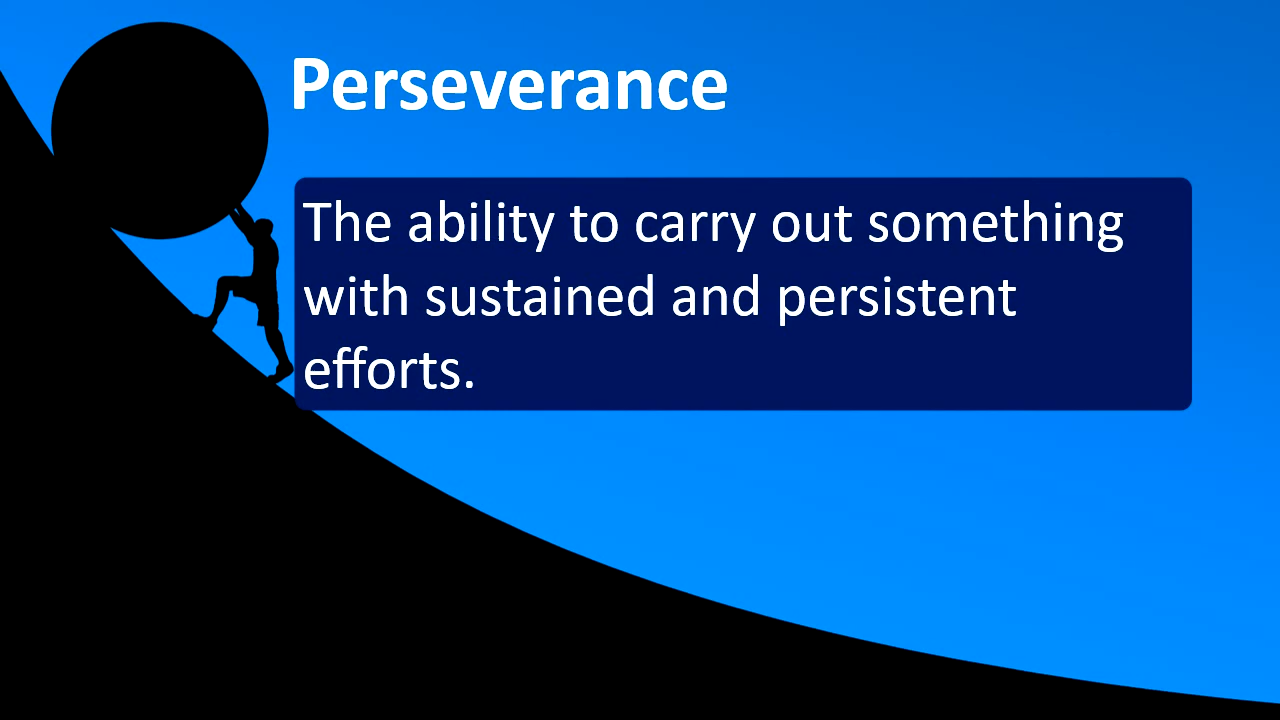 Perseverance
The ability to carry out something
with sustained and persistent
efforts.